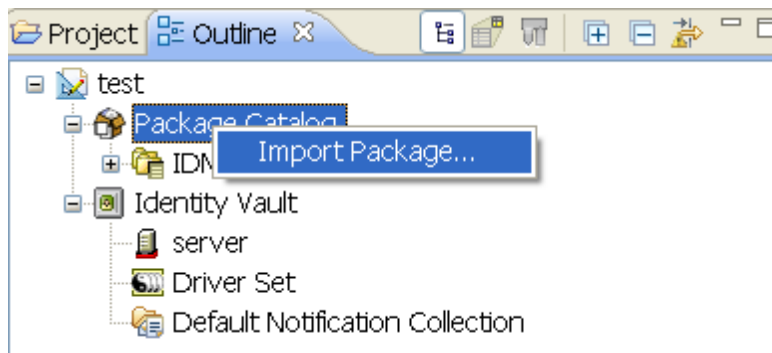 Project Outline
test
Package Catalog
Import Package...
Identity Vault
server
Driver Set
Default Notification Collection